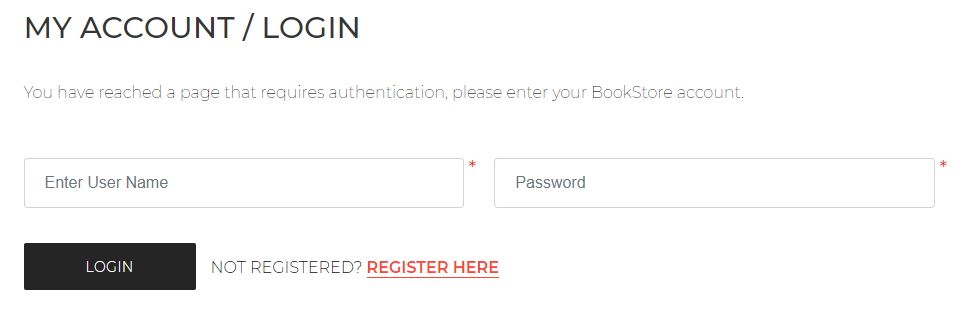 MY ACCOUNT / LOGIN
You have reached a page that requires authentication, please enter your BookStore account.
Enter User Name * Password *
LOGIN NOT REGISTERED? REGISTER HERE